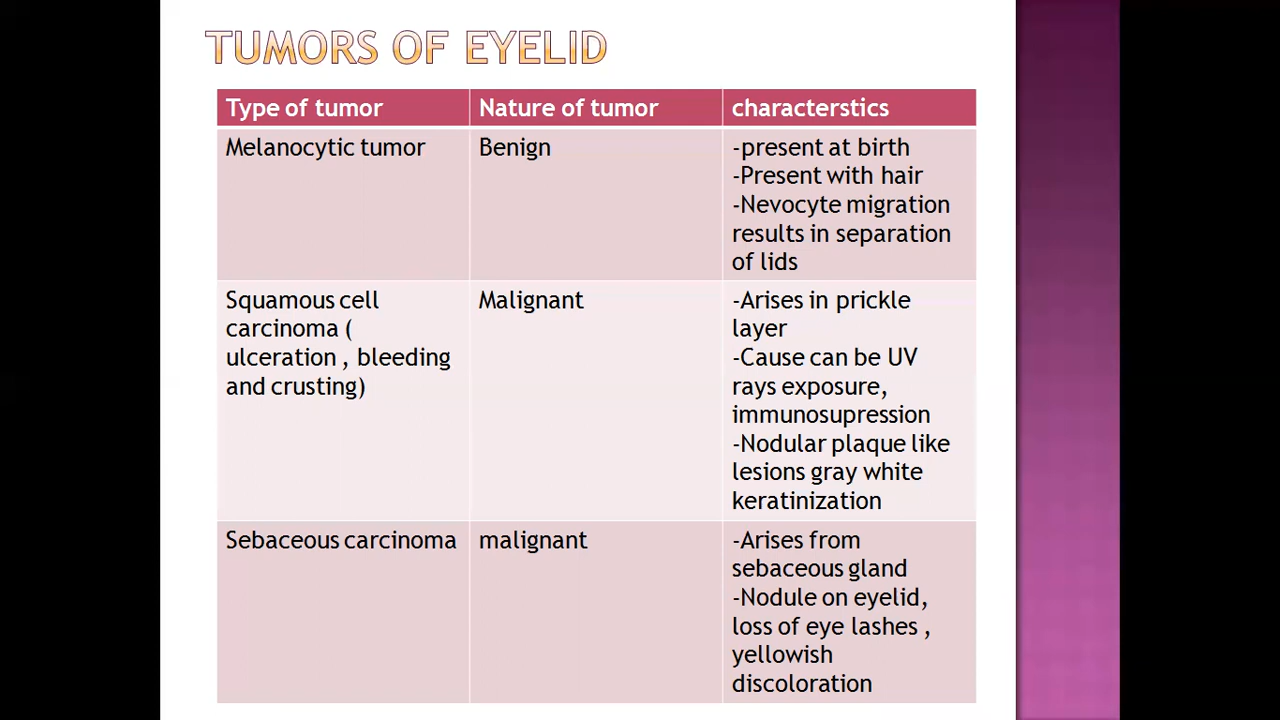 TUMORS OF EYELID
Type of tumor
Nature of tumor
characterstics
Melanocytic tumor
Benign
-present at birth
-Present with hair
-Nevocyte migration
results in separation
of lids
Squamous cell
carcinoma (
ulceration , bleeding
and crusting)
Malignant
-Arises in prickle
layer
-Cause can be UV
rays exposure,
immunosupression
-Nodular plaque like
lesions gray white
keratinization
Sebaceous carcinoma
malignant
-Arises from
sebaceous gland
-Nodule on eyelid,
loss of eye lashes ,
yellowish
discoloration